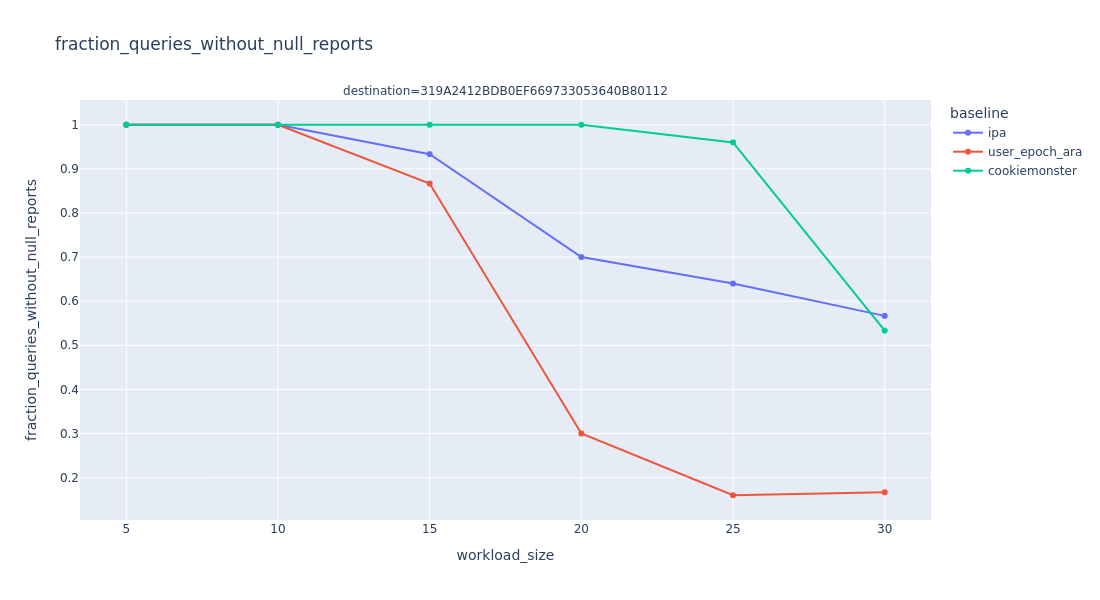 fraction_queries_without_null_reports
destination=319A2412BDB0EF669733053640B80112
baseline
ipa
user_epoch_ara
cookiemonster
fraction_queries_without_null_reports
1
0.9
0.8
0.7
0.6
0.5
0.4
0.3
0.2
5 10 15 20 25 30
workload_size